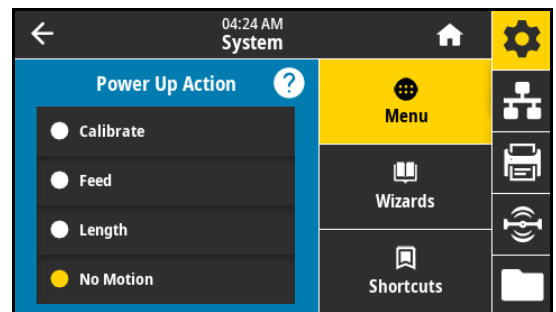 04:24 AM
System
Power Up Action ?
Calibrate
Feed
Length
No Motion
Menu
Wizards
Shortcuts